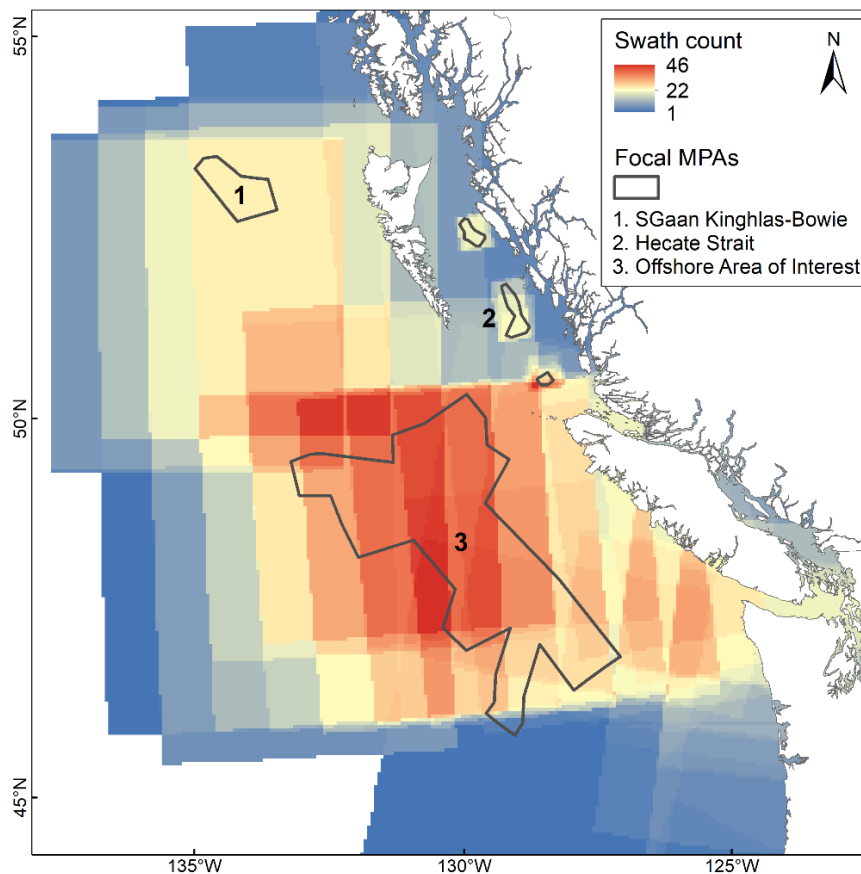 55°N
Swath count
N
46
22
1
Focal MPAs
1. SGaan Kinghlas-Bowie
2. Hecate Strait
3. Offshore Area of Interest
1
2
50°N
3
45°N
135°W
130°W
125°W